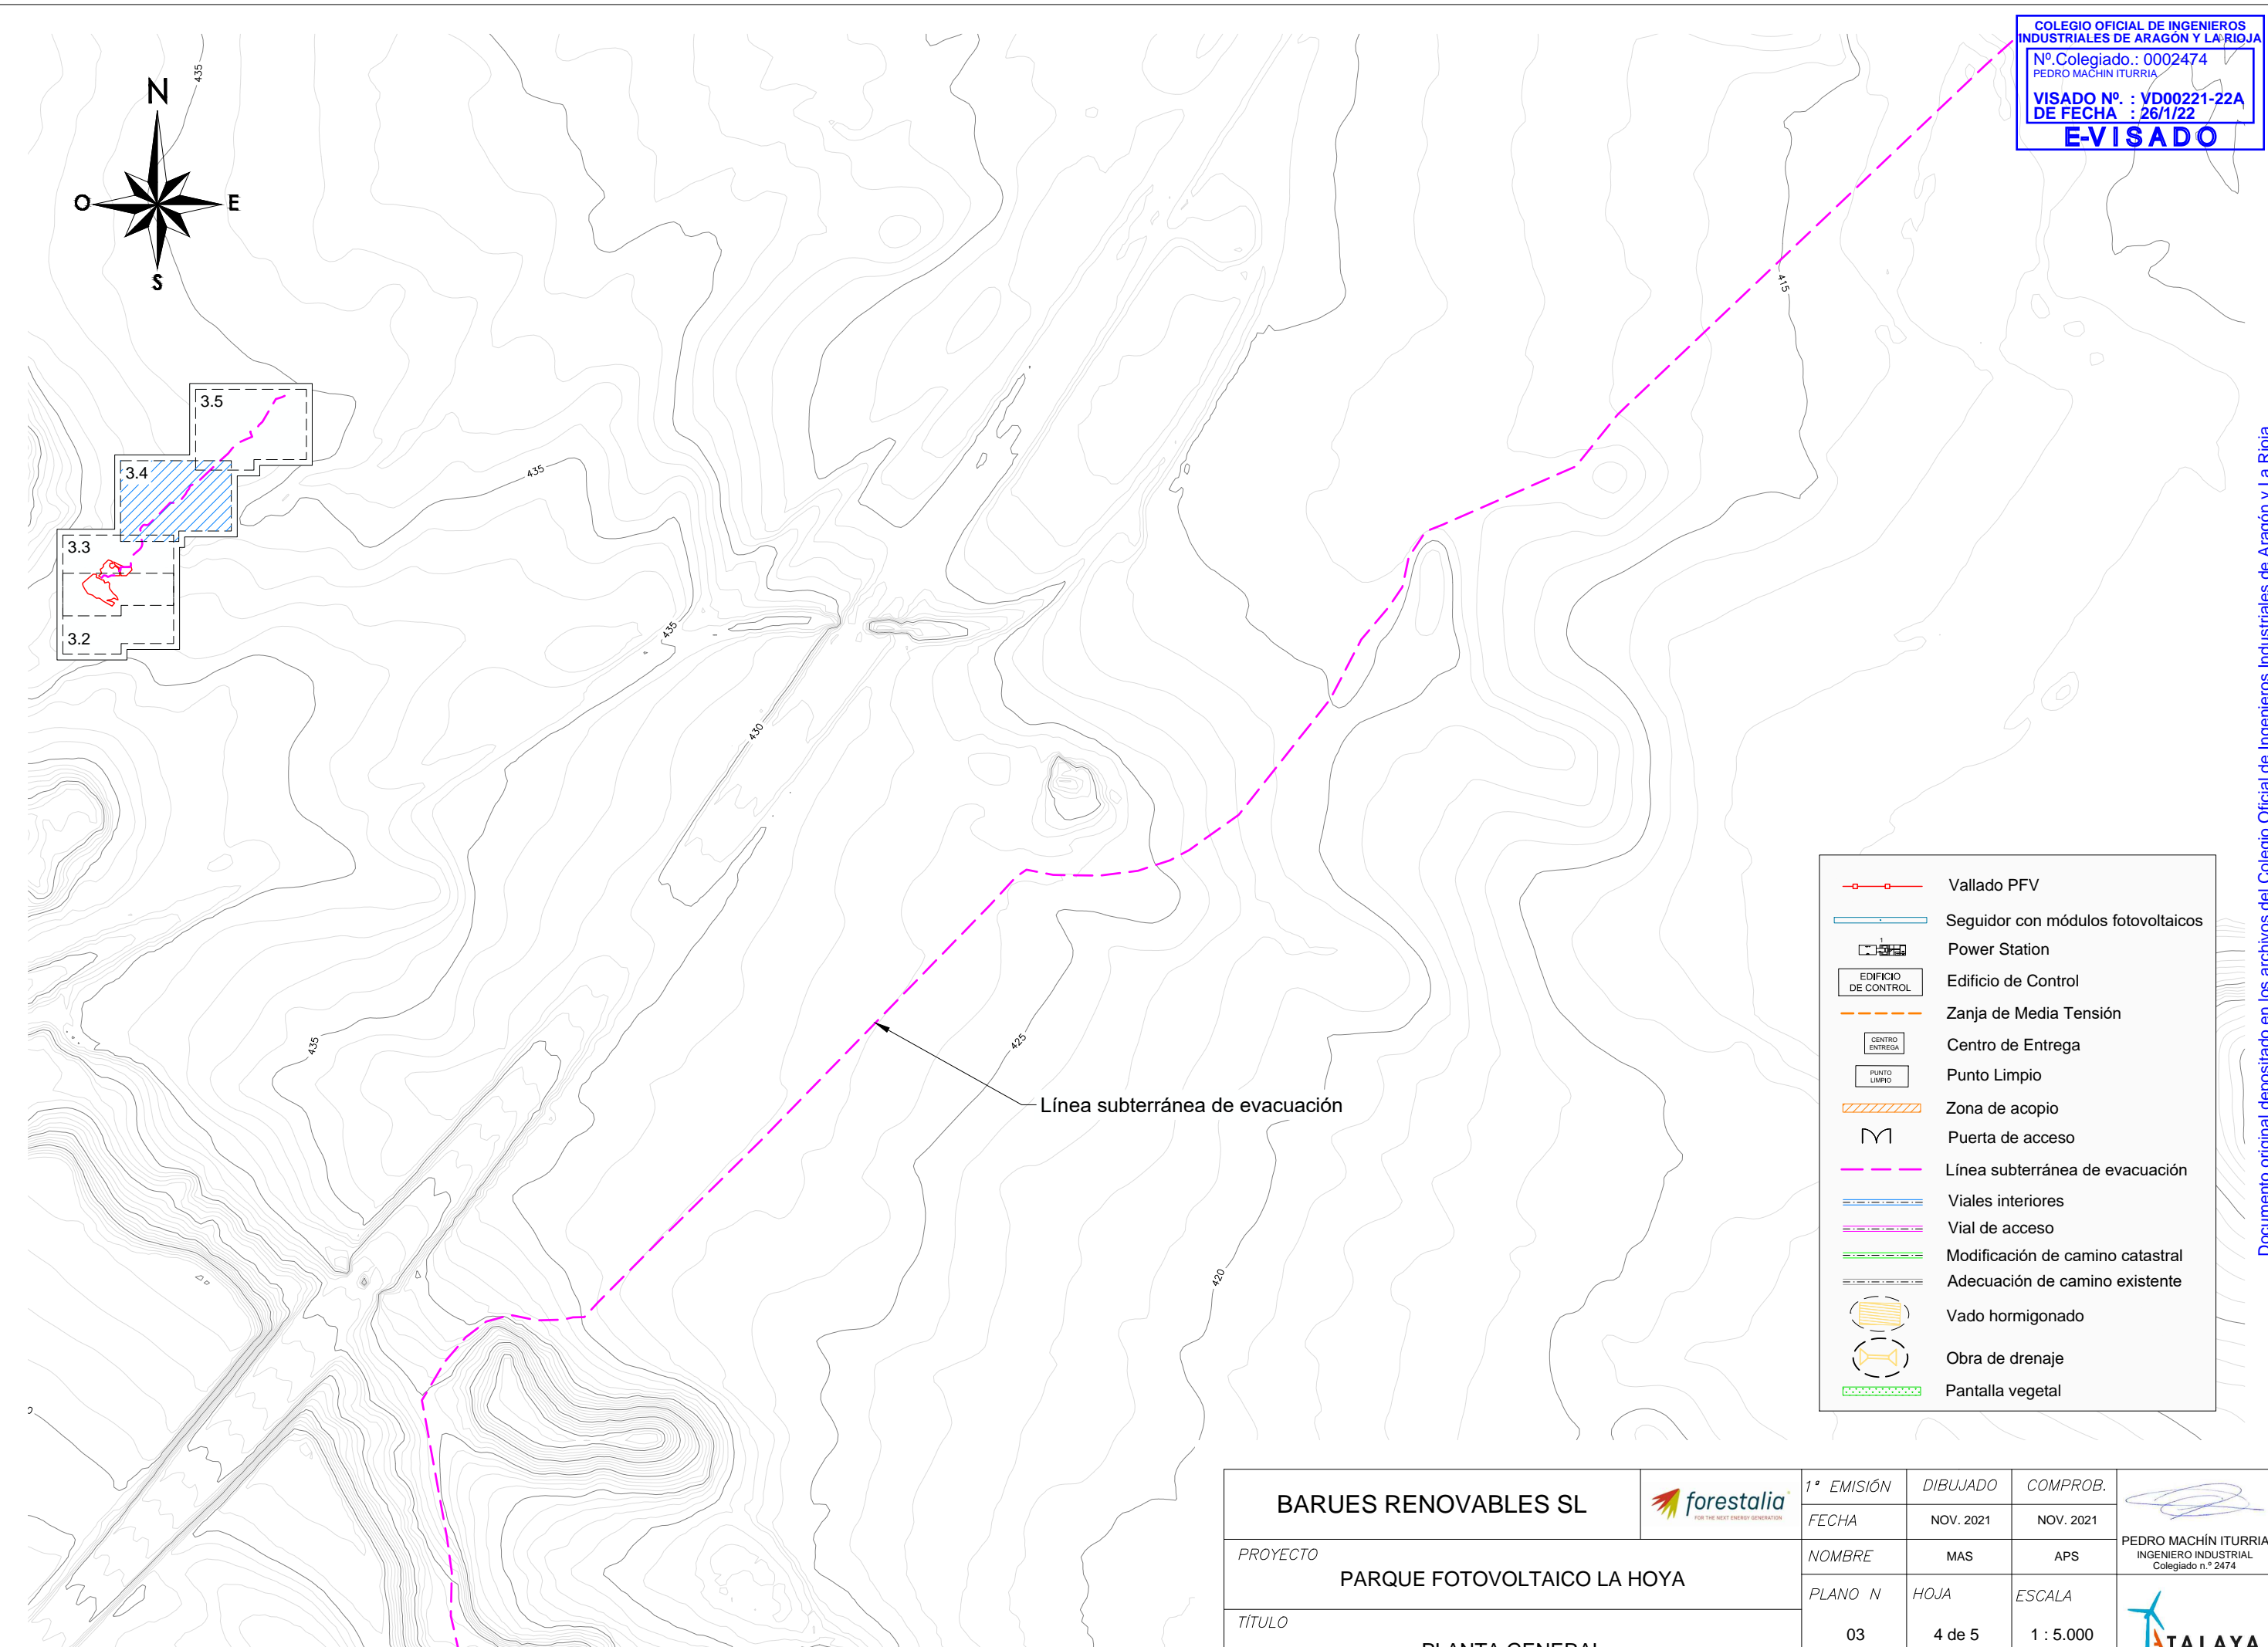 COLEGIO OFICIAL DE INGENIEROS
INDUSTRIALES DE ARAGÓN Y LA RIOJA
Nº.Colegiado.: 0002474
PEDRO MACHIN ITURRIA
VISADO Nº. : VD00221-22A
DE FECHA : 26/1/22
E-VISADO
N
O
E
S
435
415
3.5
3.4
3.3
3.2
435
435
430
435
425
420
Línea subterránea de evacuación
Documento original depositado en los archivos del Colegio Oficial de Ingenieros Industriales de Aragón y La Rioja
Vallado PFV
Seguidor con módulos fotovoltaicos
Power Station
EDIFICIO
DE CONTROL
Edificio de Control
Zanja de Media Tensión
CENTRO
ENTREGA
Centro de Entrega
PUNTO
LIMPIO
Punto Limpio
Zona de acopio
Puerta de acceso
Línea subterránea de evacuación
Viales interiores
Vial de acceso
Modificación de camino catastral
Adecuación de camino existente
Vado hormigonado
Obra de drenaje
Pantalla vegetal
BARUES RENOVABLES SL
forestalia
FOR THE NEXT ENERGY GENERATION
1ª EMISIÓN
DIBUJADO
COMPROB.
FECHA
NOV. 2021
NOV. 2021
NOMBRE
MAS
APS
PEDRO MACHÍN ITURRIA
INGENIERO INDUSTRIAL
Colegiado n.º 2474
PROYECTO
PARQUE FOTOVOLTAICO LA HOYA
PLANO N
HOJA
ESCALA
03
4 de 5
1 : 5.000
TÍTULO
PLANTA GENERAL
ATALAYA